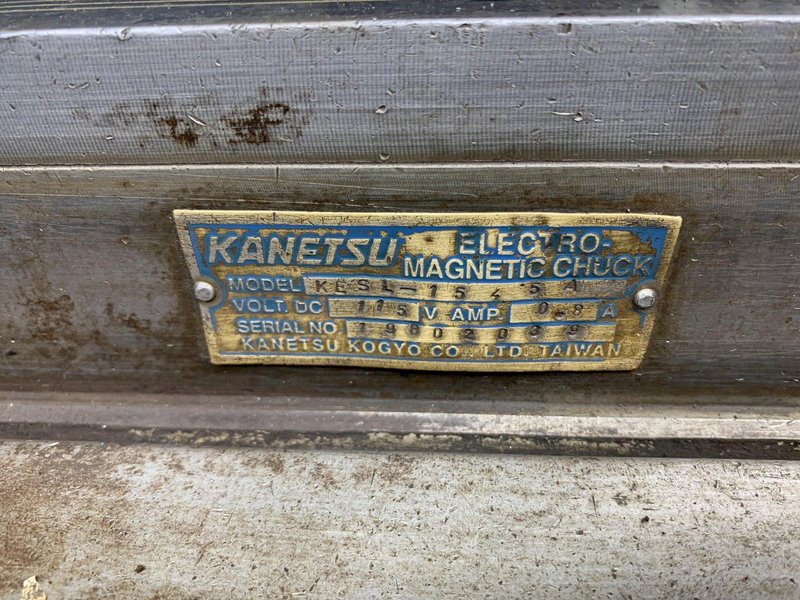 KANETSU ELECTRO-
MAGNETIC CHUCK
MODEL KESL-1545A
VOLT. DC 115 V AMP. 0.8 A
SERIAL NO 19802039
KANETSU KOGYO CO., LTD. TAIWAN